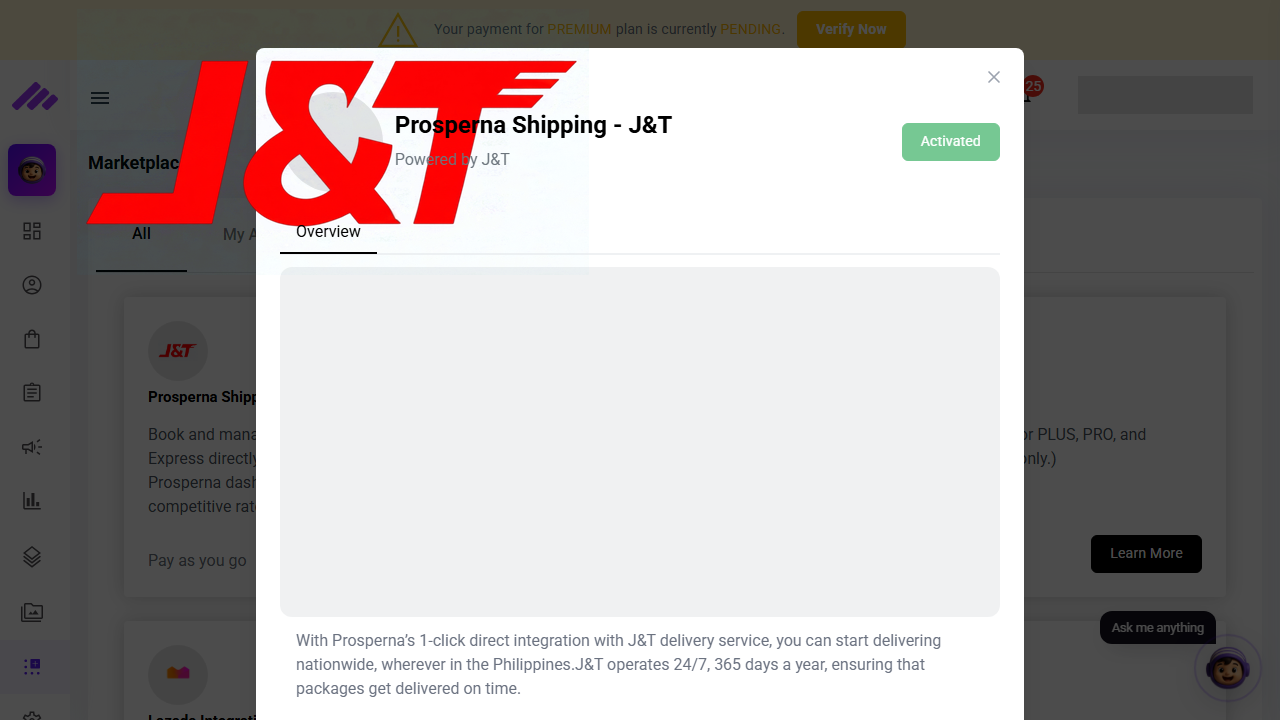 Your payment for PREMIUM plan is currently PENDING.
Verify Now
25
J&T
Prosperna Shipping - J&T
Powered by J&T
Activated
Marketplac
All
My A
Overview
J&T
Prosperna Shipp
Book and mana
Express directly
Prosperna dash
competitive rat
Pay as you go
or PLUS, PRO, and
only.)
Learn More
Ask me anything
With Prosperna’s 1-click direct integration with J&T delivery service, you can start delivering
nationwide, wherever in the Philippines.J&T operates 24/7, 365 days a year, ensuring that
packages get delivered on time.